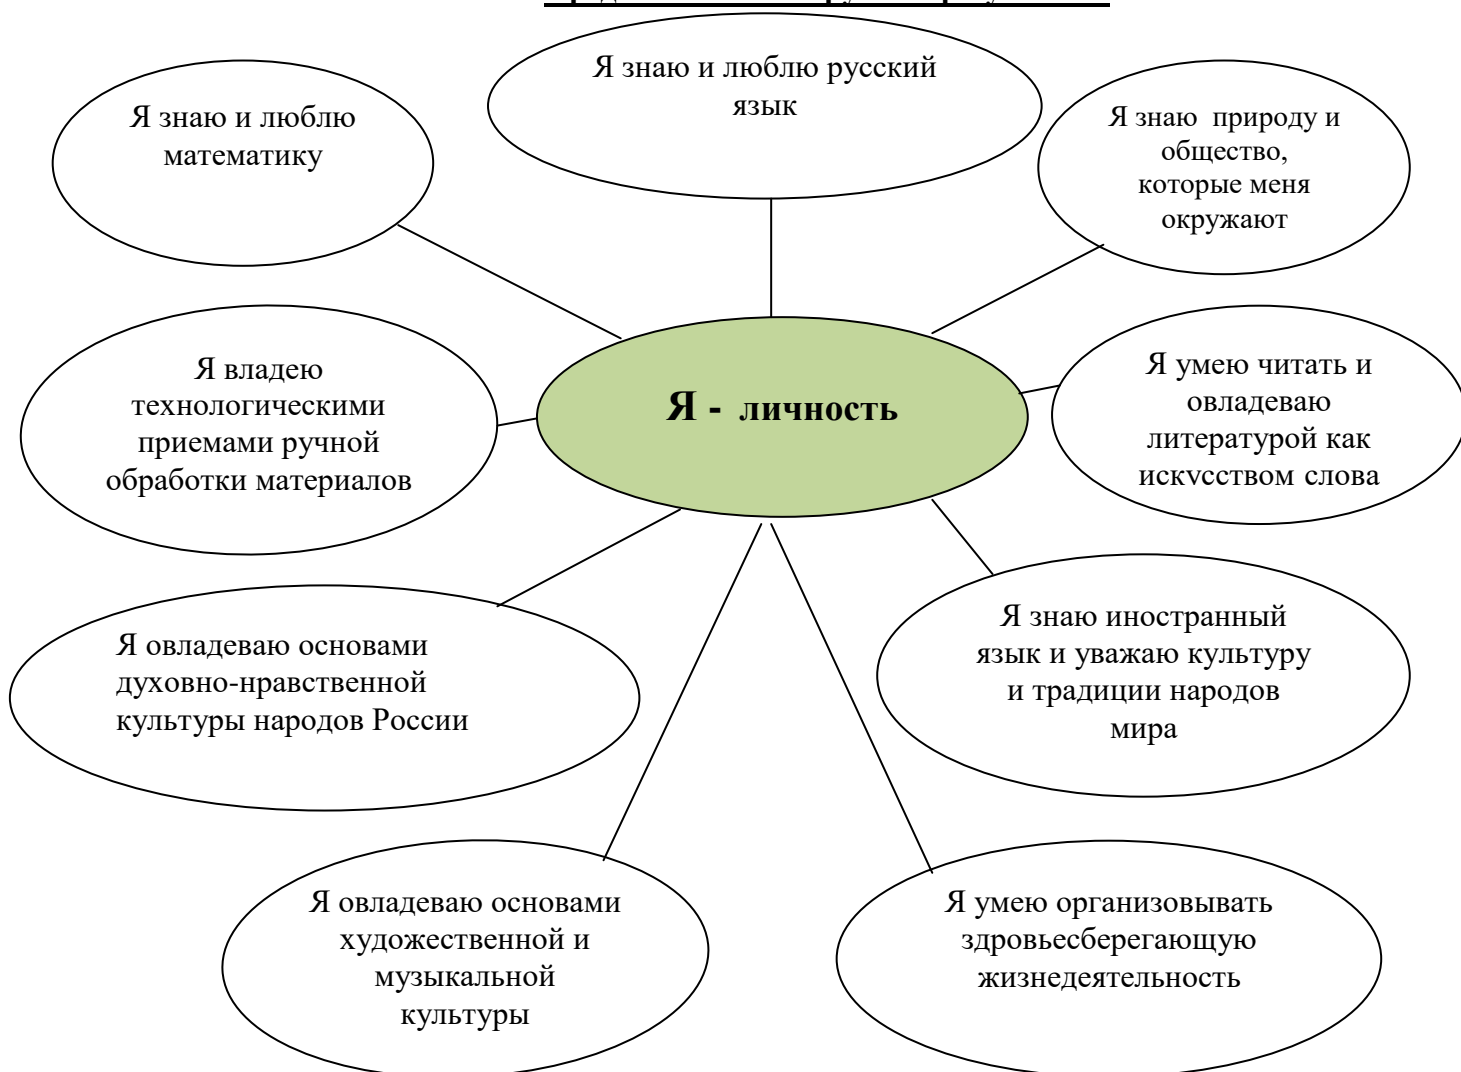 Я знаю и люблю русский
язык
Я знаю и люблю
математику
Я знаю природу и
общество,
которые меня
окружают
Я - личность
Я владею
технологическими
приемами ручной
обработки материалов
Я умею читать и
овладеваю
литературой как
искусством слова
Я овладеваю основами
духовно-нравственной
культуры народов России
Я знаю иностранный
язык и уважаю культуру
и традиции народов
мира
Я овладеваю основами
художественной и
музыкальной
культуры
Я умею организовывать
здровьесберегающую
жизнедеятельность